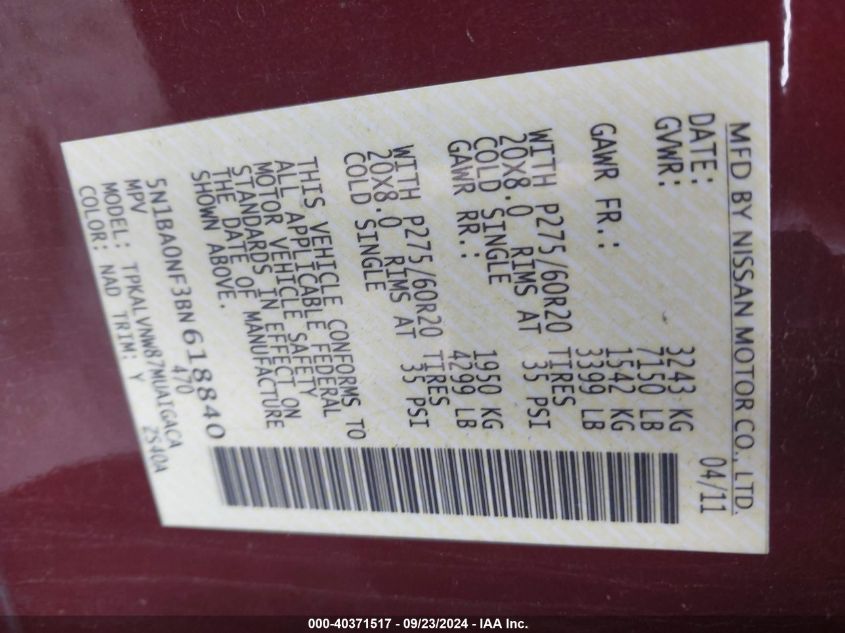 MFD BY NISSAN MOTOR CO., LTD.
DATE: 04/11
GVWR: 3243 KG
7150 LB
GAWR FR.: 1542 KG
3399 LB
WITH P275/60R20 TIRES
20X8.0 RIMS AT 35 PSI
COLD SINGLE
GAWR RR.: 1950 KG
4299 LB
WITH P275/60R20 TIRES
20X8.0 RIMS AT 35 PSI
COLD SINGLE
THIS VEHICLE CONFORMS TO
ALL APPLICABLE FEDERAL
MOTOR VEHICLE SAFETY
STANDARDS IN EFFECT ON
THE DATE OF MANUFACTURE
SHOWN ABOVE.
5N1BA0NF3BN618840
MPV 470
MODEL: TPKALVNW87MUATGACA
COLOR: NAD TRIM: Y 2S40A
000-40371517 - 09/23/2024 - IAA Inc.